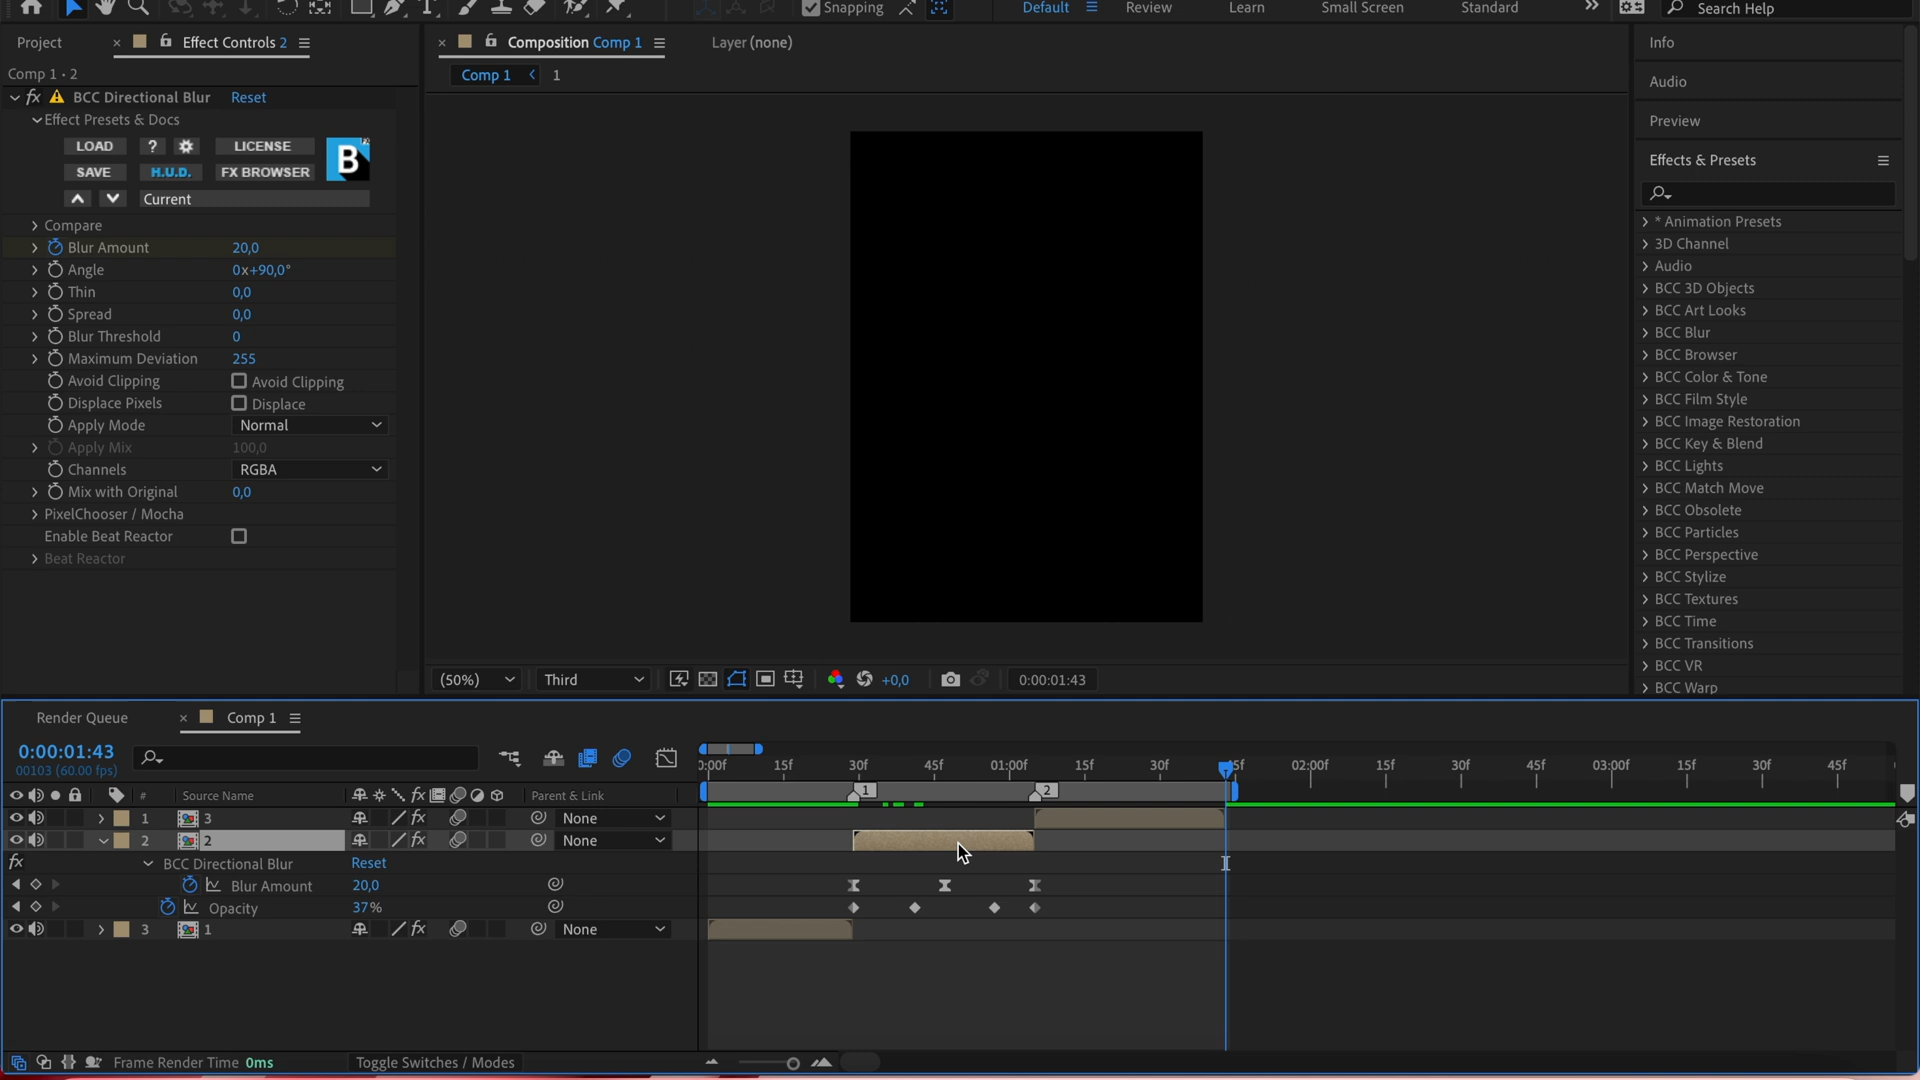 Snapping
Default
Review
Learn
Small Screen
Standard
Search Help
Project
Effect Controls 2
Composition Comp 1
Layer (none)
Info
Comp 1 • 2
Comp 1
1
Audio
fx BCC Directional Blur Reset
Effect Presets & Docs
Preview
LOAD ? LICENSE B
SAVE H.U.D. FX BROWSER
Effects & Presets
Current
Compare
Blur Amount 20,0
Angle 0x+90,0°
Thin 0,0
Spread 0,0
Blur Threshold 0
Maximum Deviation 255
Avoid Clipping Avoid Clipping
Displace Pixels Displace
Apply Mode Normal
Apply Mix 100,0
Channels RGBA
Mix with Original 0,0
PixelChooser / Mocha
Enable Beat Reactor
Beat Reactor
* Animation Presets
3D Channel
Audio
BCC 3D Objects
BCC Art Looks
BCC Blur
BCC Browser
BCC Color & Tone
BCC Film Style
BCC Image Restoration
BCC Key & Blend
BCC Lights
BCC Match Move
BCC Obsolete
BCC Particles
BCC Perspective
BCC Stylize
BCC Textures
BCC Time
BCC Transitions
BCC VR
BCC Warp
(50%) Third +0,0 0:00:01:43
Render Queue
Comp 1
0:00:01:43
00103 (60.00 fps)
:00f 15f 30f 45f 01:00f 15f 30f 5f 02:00f 15f 30f 45f 03:00f 15f 30f 45f
1 2
# Source Name fx Parent & Link
1 3 fx None
2 2 fx None
fx BCC Directional Blur Reset
Blur Amount 20,0
Opacity 37%
3 1 fx None
Frame Render Time 0ms
Toggle Switches / Modes